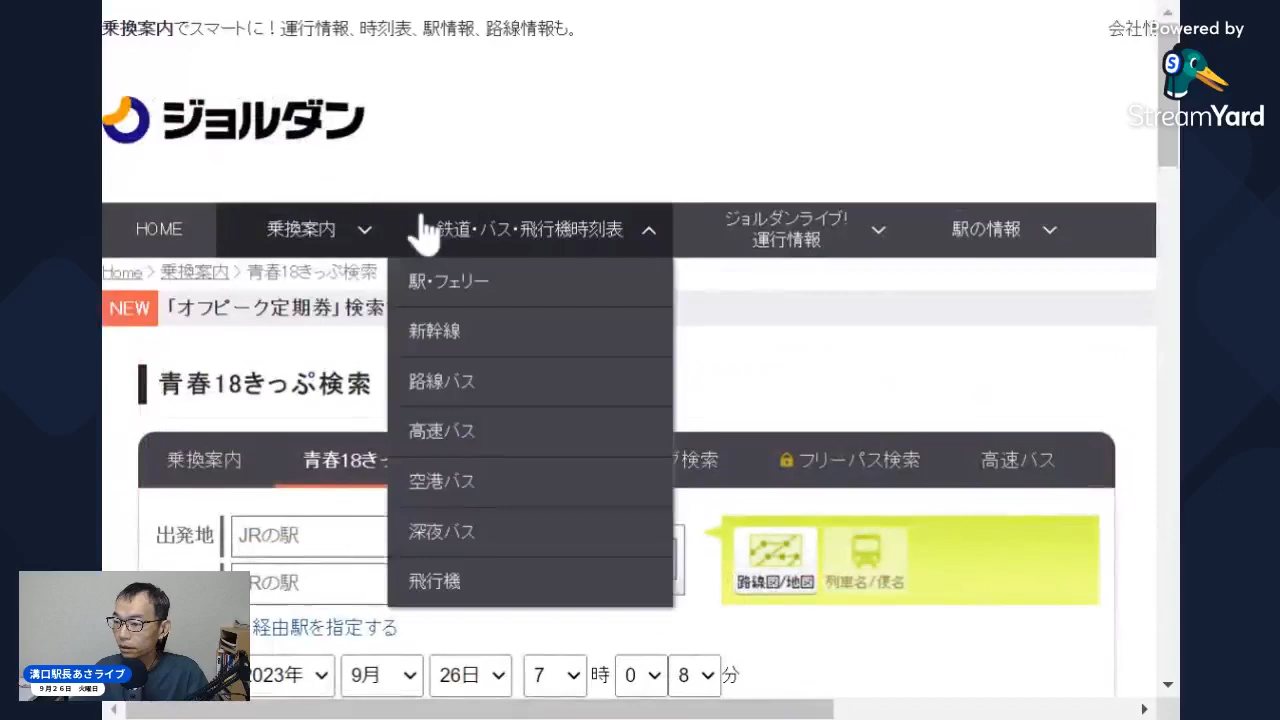 乗換案内でスマートに！運行情報、時刻表、駅情報、路線情報も。
会社情
Powered by
StreamYard
ジョルダン
HOME
乗換案内
鉄道・バス・飛行機時刻表
ジョルダンライブ！
運行情報
駅の情報
Home > 乗換案内 > 青春18きっぷ検索
NEW 「オフピーク定期券」検索
駅・フェリー
新幹線
路線バス
高速バス
空港バス
深夜バス
飛行機
青春18きっぷ検索
乗換案内
青春18きっ
検索
フリーパス検索
高速バス
出発地
JRの駅
Rの駅
路線図/地図
列車名/便名
経由駅を指定する
2023年 9月 26日 7 時 0 8 分
溝口駅長あさライブ
9月26日 火曜日